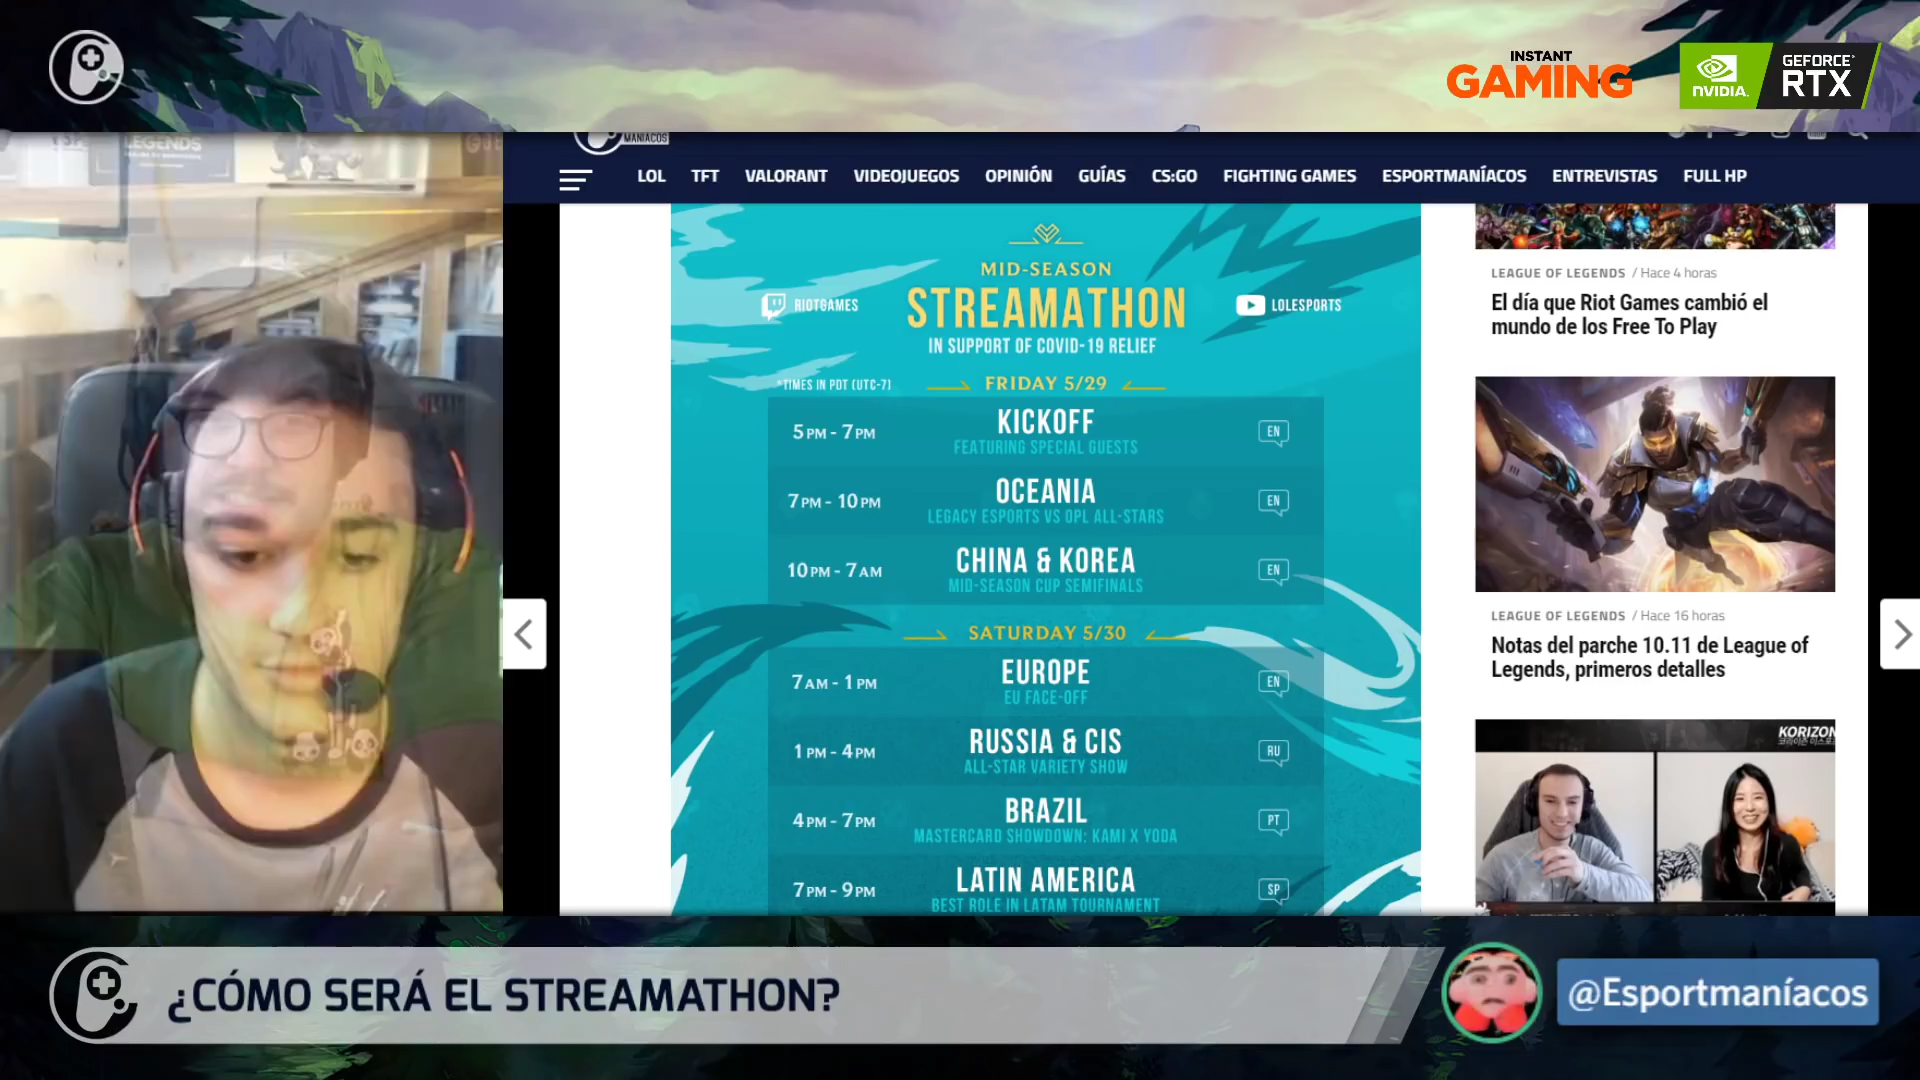 INSTANT
GAMING
NVIDIA.
GEFORCE
RTX
LEGENDS
MANIACOS
LOL TFT VALORANT VIDEOJUEGOS OPINIÓN GUÍAS CS:GO FIGHTING GAMES ESPORTMANÍACOS ENTREVISTAS FULL HP
MID-SEASON
RIOTGAMES
STREAMATHON
LOLESPORTS
IN SUPPORT OF COVID-19 RELIEF
*TIMES IN PDT (UTC-7)
FRIDAY 5/29
5PM - 7PM KICKOFF EN
FEATURING SPECIAL GUESTS
7PM - 10PM OCEANIA EN
LEGACY ESPORTS VS OPL ALL-STARS
10PM - 7AM CHINA & KOREA EN
MID-SEASON CUP SEMIFINALS
SATURDAY 5/30
7AM - 1PM EUROPE EN
EU FACE-OFF
1PM - 4PM RUSSIA & CIS RU
ALL-STAR VARIETY SHOW
4PM - 7PM BRAZIL PT
MASTERCARD SHOWDOWN: KAMI X YODA
7PM - 9PM LATIN AMERICA SP
BEST ROLE IN LATAM TOURNAMENT
LEAGUE OF LEGENDS / Hace 4 horas
El día que Riot Games cambió el
mundo de los Free To Play
LEAGUE OF LEGENDS / Hace 16 horas
Notas del parche 10.11 de League of
Legends, primeros detalles
KORIZON
¿CÓMO SERÁ EL STREAMATHON?
@Esportmaníacos